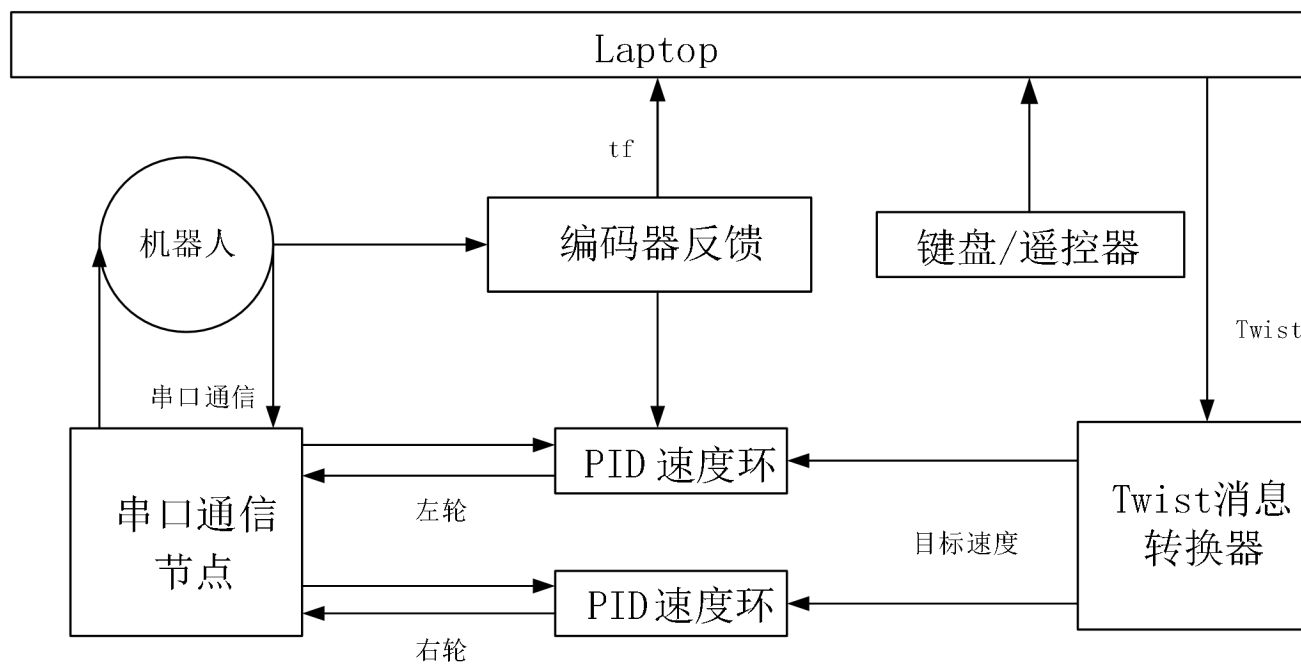 Laptop
tf
机器人
编码器反馈
键盘/遥控器
Twist
串口通信
PID 速度环
串口通信
节点
左轮
Twist消息
转换器
目标速度
PID 速度环
右轮